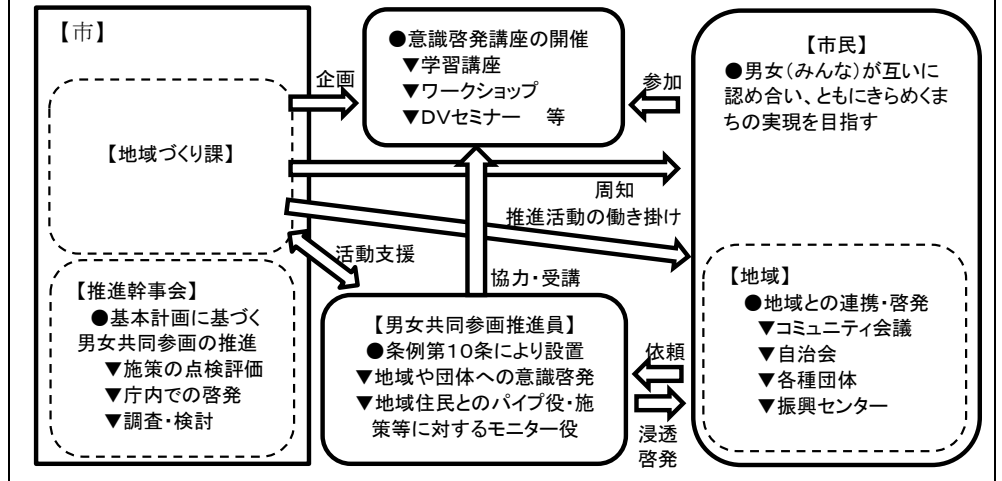 【市】
【地域づくり課】
【推進幹事会】
●基本計画に基づく
男女共同参画の推進
▼施策の点検評価
▼庁内での啓発
▼調査・検討
企画
●意識啓発講座の開催
▼学習講座
▼ワークショップ
▼DVセミナー　等
参加
周知
推進活動の働き掛け
活動支援
協力・受講
【男女共同参画推進員】
●条例第10条により設置
▼地域や団体への意識啓発
▼地域住民とのパイプ役・施
策等に対するモニター役
依頼
浸透
啓発
【市民】
●男女(みんな)が互いに
認め合い、ともにきらめくま
ちの実現を目指す
【地域】
●地域との連携・啓発
▼コミュニティ会議
▼自治会
▼各種団体
▼振興センター